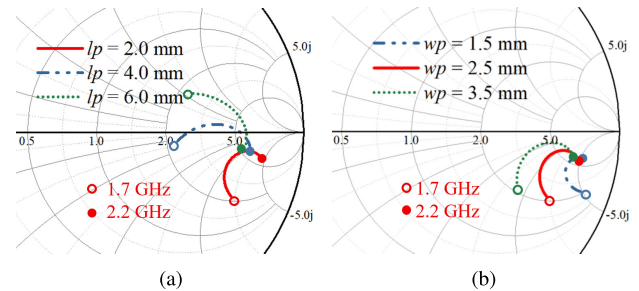 lp = 2.0 mm
lp = 4.0 mm
lp = 6.0 mm
5.0j
0.5
1.0
2.0
5.0
1.7 GHz
2.2 GHz
-5.0j
(a)
wp = 1.5 mm
wp = 2.5 mm
wp = 3.5 mm
5.0j
0.5
1.0
2.0
5.0
1.7 GHz
2.2 GHz
-5.0j
(b)